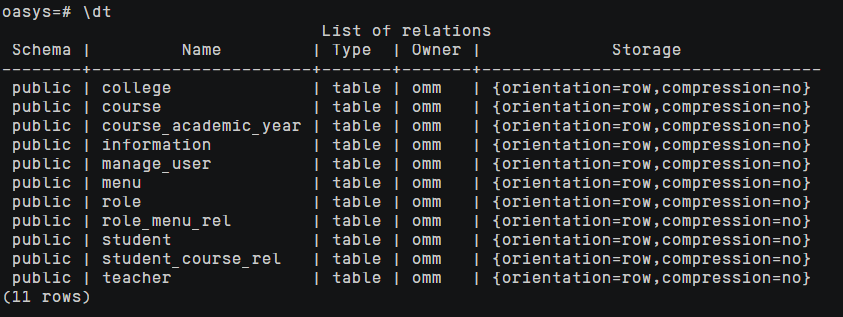 oasys=# \dt
                                 List of relations
 Schema |         Name         | Type  | Owner |             Storage
--------+----------------------+-------+-------+----------------------------------
 public | college              | table | omm   | {orientation=row,compression=no}
 public | course               | table | omm   | {orientation=row,compression=no}
 public | course_academic_year | table | omm   | {orientation=row,compression=no}
 public | information          | table | omm   | {orientation=row,compression=no}
 public | manage_user          | table | omm   | {orientation=row,compression=no}
 public | menu                 | table | omm   | {orientation=row,compression=no}
 public | role                 | table | omm   | {orientation=row,compression=no}
 public | role_menu_rel        | table | omm   | {orientation=row,compression=no}
 public | student              | table | omm   | {orientation=row,compression=no}
 public | student_course_rel   | table | omm   | {orientation=row,compression=no}
 public | teacher              | table | omm   | {orientation=row,compression=no}
(11 rows)